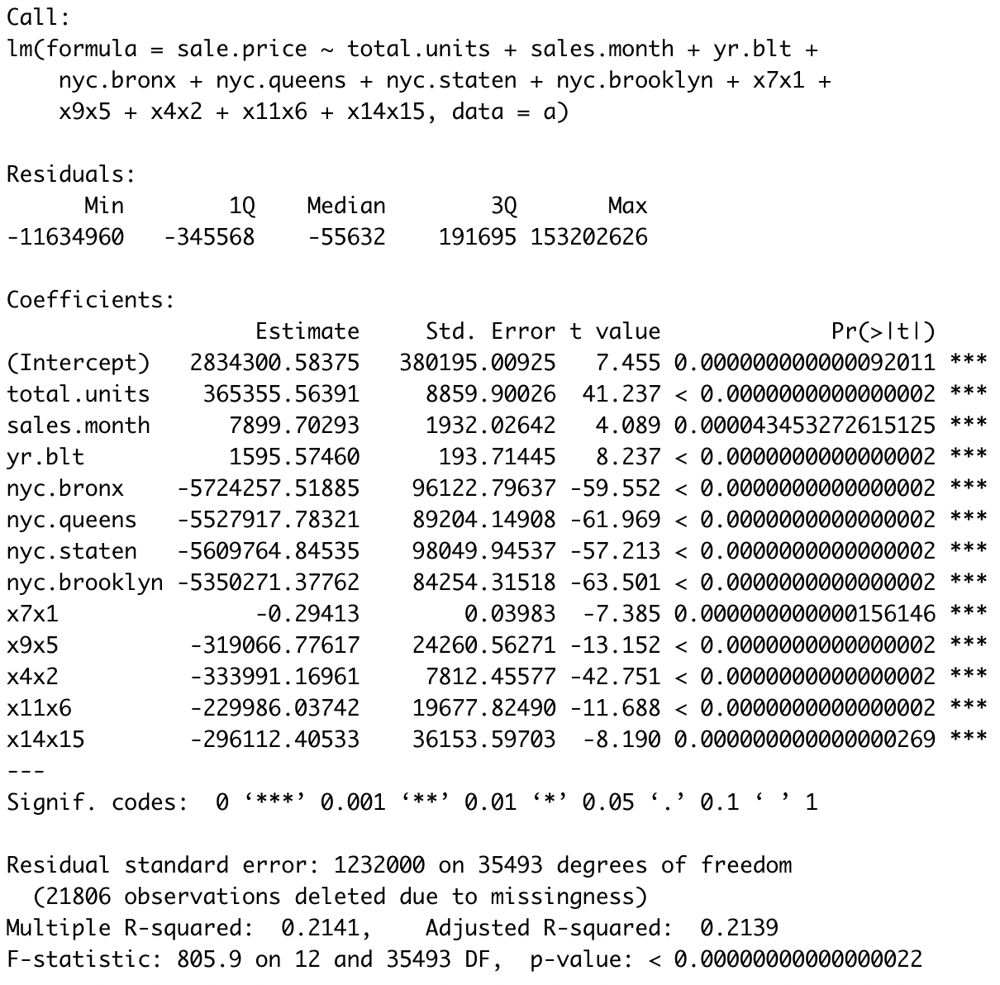 Call:
lm(formula = sale.price ~ total.units + sales.month + yr.blt +
    nyc.bronx + nyc.queens + nyc.staten + nyc.brooklyn + x7x1 +
    x9x5 + x4x2 + x11x6 + x14x15, data = a)

Residuals:
      Min        1Q    Median        3Q       Max
-11634960   -345568    -55632    191695 153202626

Coefficients:
                   Estimate     Std. Error t value             Pr(>|t|)
(Intercept)   2834300.58375   380195.00925   7.455 0.000000000000092011 ***
total.units    365355.56391     8859.90026  41.237 < 0.0000000000000002 ***
sales.month      7899.70293     1932.02642   4.089 0.000043453272615125 ***
yr.blt           1595.57460      193.71445   8.237 < 0.0000000000000002 ***
nyc.bronx    -5724257.51885    96122.79637 -59.552 < 0.0000000000000002 ***
nyc.queens   -5527917.78321    89204.14908 -61.969 < 0.0000000000000002 ***
nyc.staten   -5609764.84535    98049.94537 -57.213 < 0.0000000000000002 ***
nyc.brooklyn -5350271.37762    84254.31518 -63.501 < 0.0000000000000002 ***
x7x1               -0.29413        0.03983  -7.385 0.000000000000156146 ***
x9x5          -319066.77617    24260.56271 -13.152 < 0.0000000000000002 ***
x4x2          -333991.16961     7812.45577 -42.751 < 0.0000000000000002 ***
x11x6         -229986.03742    19677.82490 -11.688 < 0.0000000000000002 ***
x14x15        -296112.40533    36153.59703  -8.190 0.000000000000000269 ***
---
Signif. codes:  0 ‘***’ 0.001 ‘**’ 0.01 ‘*’ 0.05 ‘.’ 0.1 ‘ ’ 1

Residual standard error: 1232000 on 35493 degrees of freedom
  (21806 observations deleted due to missingness)
Multiple R-squared:  0.2141,    Adjusted R-squared:  0.2139
F-statistic: 805.9 on 12 and 35493 DF,  p-value: < 0.00000000000000022